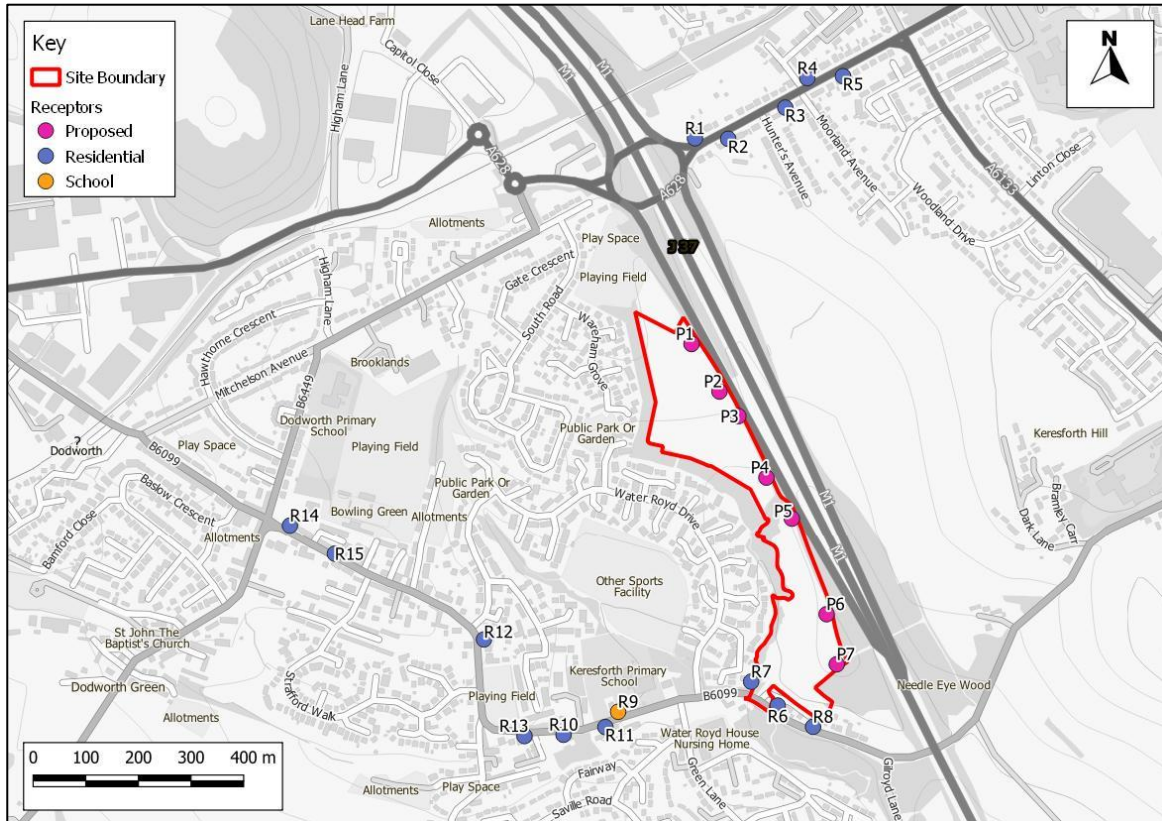 Key
Site Boundary
Receptors
Proposed
Residential
School
N
Lane Head Farm
Capitol Close
Higham Lane
M1
M1
R4
R5
R1
R2
R3
A628
A628
Hunter's Avenue
Moorland Avenue
Linton Close
A6133
Woodland Drive
Allotments
Play Space
J 37
Playing Field
Gate Crescent
Higham Lane
South Road
Wareham Grove
Hawthorne Crescent
Mitchelson Avenue
Brooklands
P1
P2
P3
B6449
Dodworth Primary
School
Playing Field
Public Park Or
Garden
Keresforth Hill
?
Dodworth
Play Space
B6099
Baslow Crescent
Public Park Or
Garden
P4
Water Royd Drive
Bramley Carr
Dark Lane
M1
Bowling Green
Allotments
P5
R14
Bamford Close
Allotments
R15
M1
Other Sports
Facility
P6
St John The
Baptist's Church
R12
P7
Dodworth Green
Strafford Walk
Keresforth Primary
School
R7
Needle Eye Wood
Playing Field
R9
B6099
Allotments
R6
R13
R10
R11
R8
Water Royd House
Nursing Home
0 100 200 300 400 m
Fairway
Green Lane
Gilroyd Lane
Play Space
Allotments
Saville Road